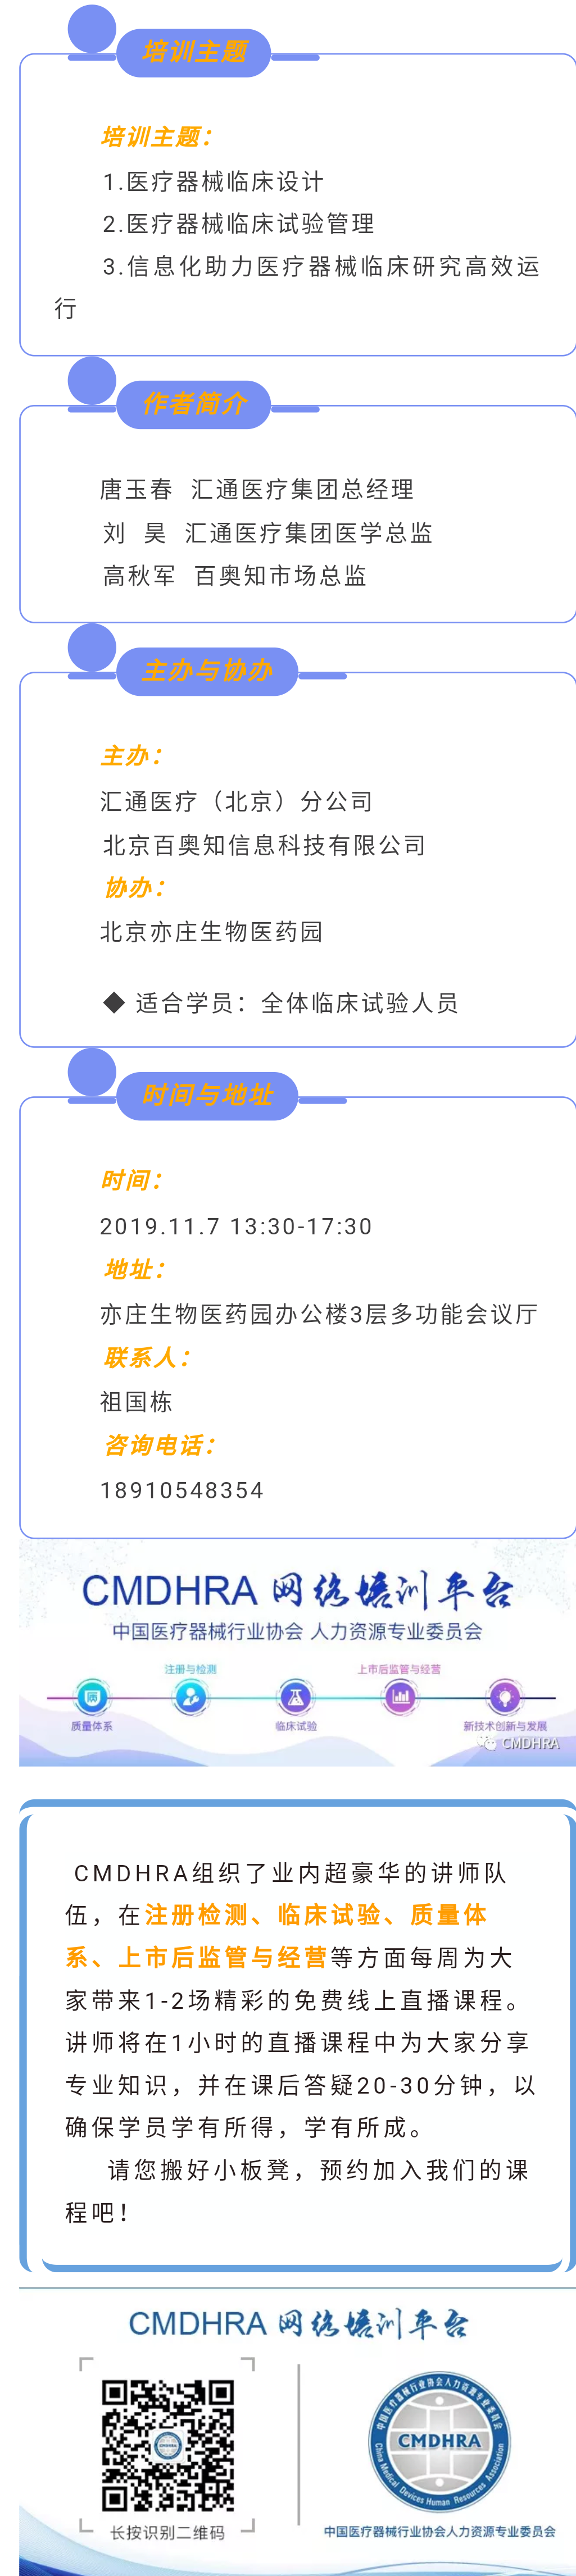 培训主题
培训主题：
1.医疗器械临床设计
2.医疗器械临床试验管理
3.信息化助力医疗器械临床研究高效运
行
作者简介
唐玉春 汇通医疗集团总经理
刘 昊 汇通医疗集团医学总监
高秋军 百奥知市场总监
主办与协办
主办：
汇通医疗（北京）分公司
北京百奥知信息科技有限公司
协办：
北京亦庄生物医药园
◆ 适合学员：全体临床试验人员
时间与地址
时间：
2019.11.7 13:30-17:30
地址：
亦庄生物医药园办公楼3层多功能会议厅
联系人：
祖国栋
咨询电话：
18910548354
CMDHRA 网络培训平台
中国医疗器械行业协会 人力资源专业委员会
注册与检测
上市后监管与经营
质量体系
临床试验
新技术创新与发展
CMDHRA
CMDHRA组织了业内超豪华的讲师队
伍，在注册检测、临床试验、质量体
系、上市后监管与经营等方面每周为大
家带来1-2场精彩的免费线上直播课程。
讲师将在1小时的直播课程中为大家分享
专业知识，并在课后答疑20-30分钟，以
确保学员学有所得，学有所成。
请您搬好小板凳，预约加入我们的课
程吧！
CMDHRA 网络培训平台
中国医疗器械行业协会人力资源专业委员会
CMDHRA
China Medical Devices Human Resources Association
长按识别二维码
中国医疗器械行业协会人力资源专业委员会